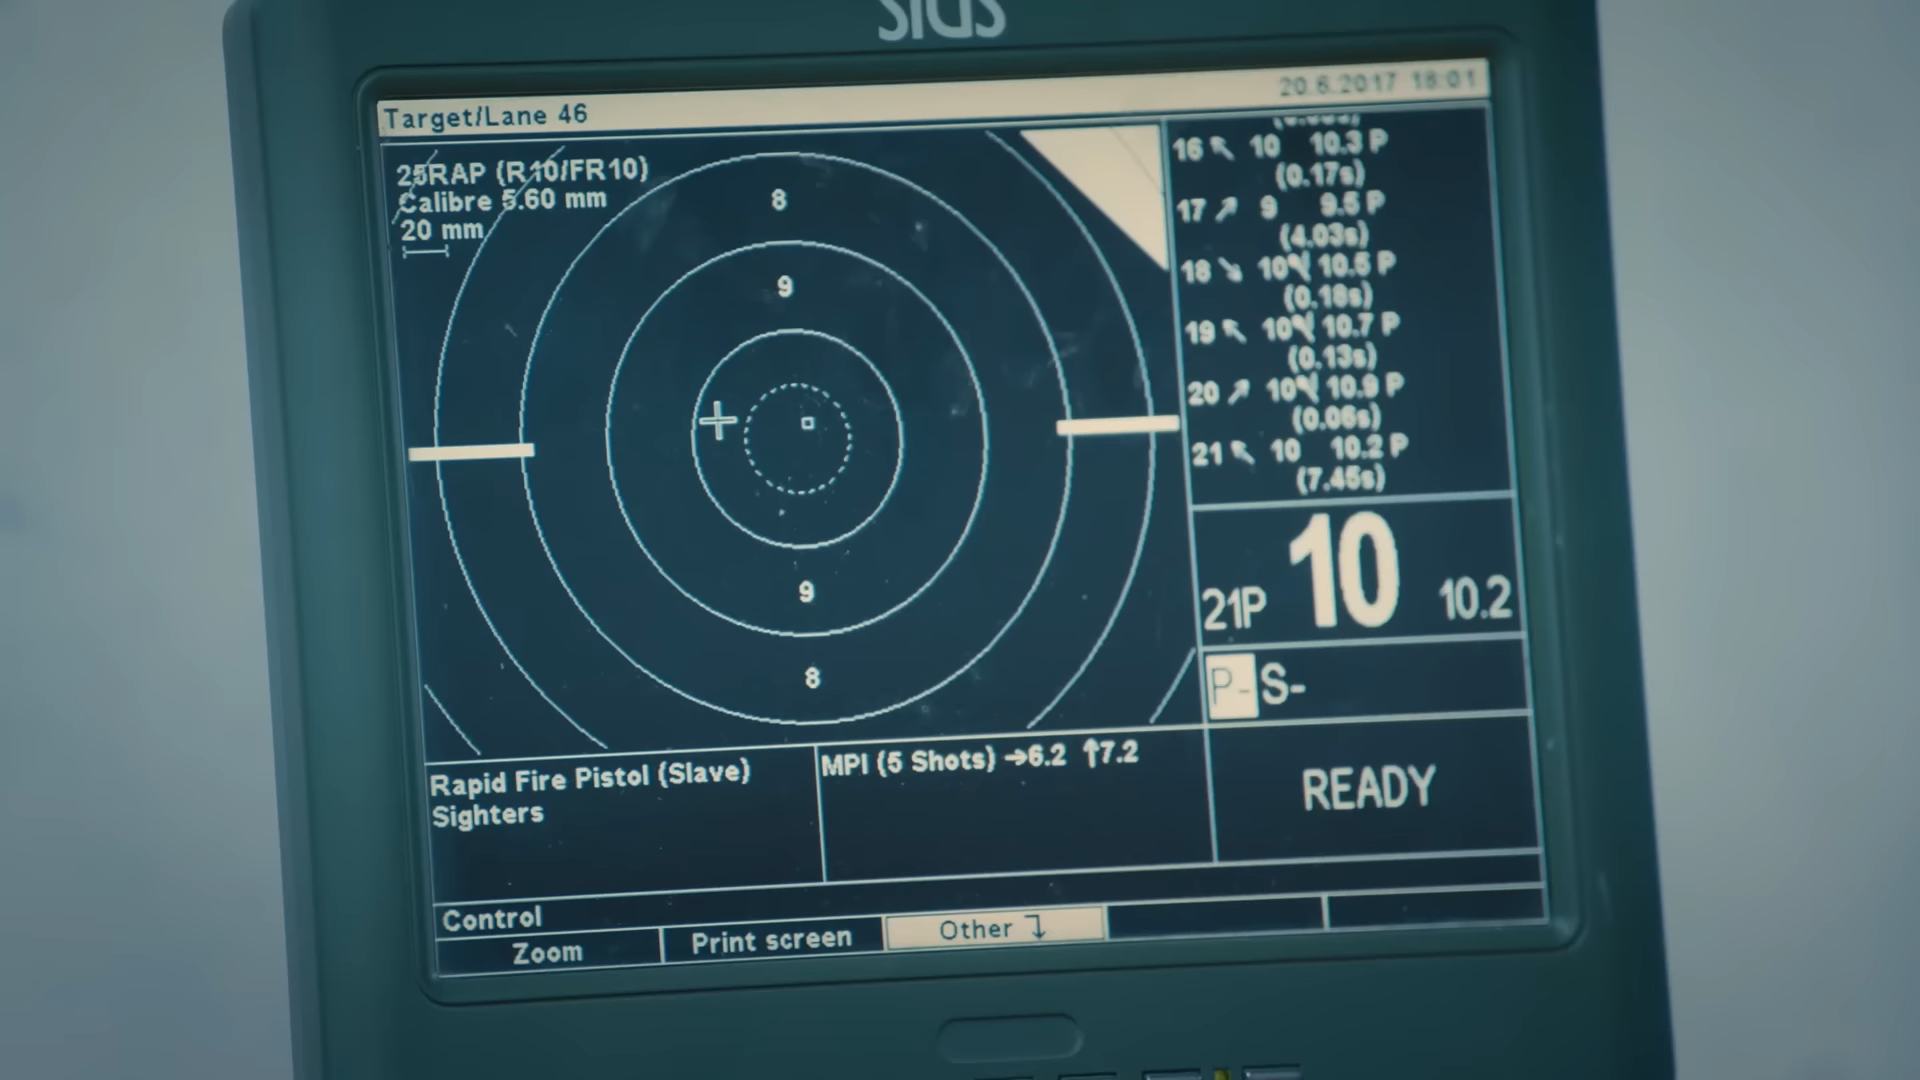 SIUS
Target/Lane 46
20.6.2017 18:01
25RAP (R10/FR10)
Calibre 5.60 mm
20 mm
8
9
9
8
16 ↖ 10 10.3 P
(0.17s)
17 ↗ 9 9.5 P
(4.03s)
18 ↘ 10 10.5 P
(0.18s)
19 ↖ 10 10.7 P
(0.13s)
20 ↗ 10 10.9 P
(0.06s)
21 ↖ 10 10.2 P
(7.45s)
21P 10 10.2
P- S-
Rapid Fire Pistol (Slave)
Sighters
MPI (5 Shots) →6.2 ↑7.2
READY
Control
Zoom
Print screen
Other ↴